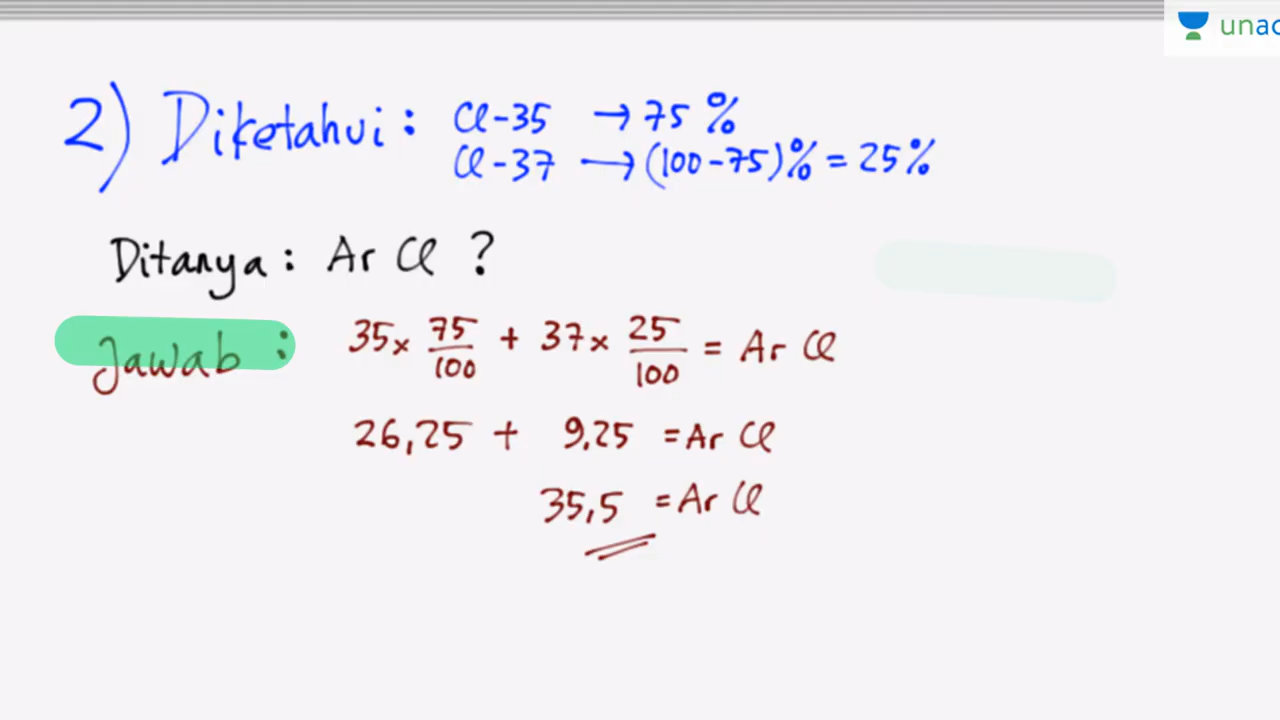 unac
2) Diketahui : Cl-35 → 75 %
Cl-37 → (100-75)% = 25%
Ditanya : Ar Cl ?
Jawab : 35 x 75/100 + 37 x 25/100 = Ar Cl
26,25 + 9,25 = Ar Cl
35,5 = Ar Cl